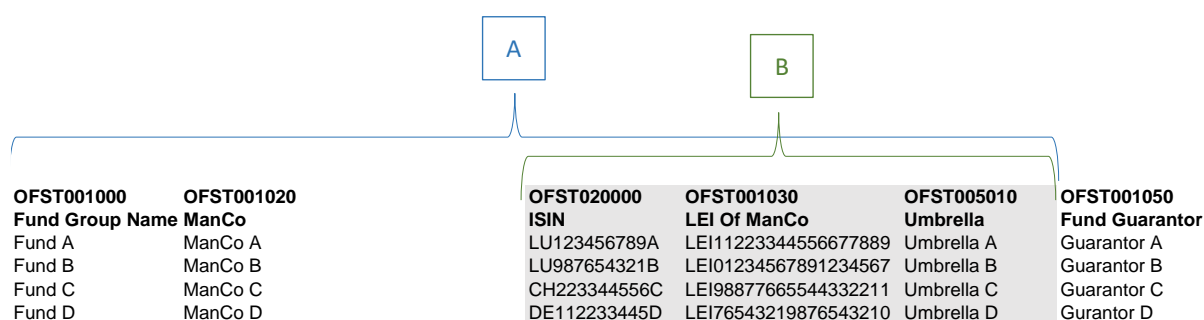 A
B
OFST001000 OFST001020 OFST020000 OFST001030 OFST005010 OFST001050
Fund Group Name ManCo ISIN LEI Of ManCo Umbrella Fund Guarantor
Fund A ManCo A LU123456789A LEI11223344556677889 Umbrella A Guarantor A
Fund B ManCo B LU987654321B LEI01234567891234567 Umbrella B Guarantor B
Fund C ManCo C CH223344556C LEI98877665544332211 Umbrella C Guarantor C
Fund D ManCo D DE112233445D LEI76543219876543210 Umbrella D Gurantor D